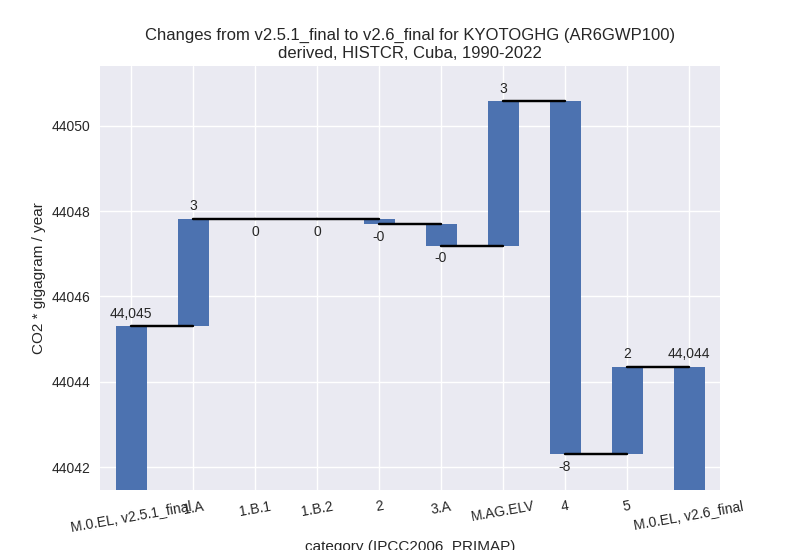 Changes from v2.5.1_final to v2.6_final for KYOTOGHG (AR6GWP100)
derived, HISTCR, Cuba, 1990-2022
CO2 * gigagram / year
44050
44048
44046
44044
44042
44,045
3
0
0
-0
-0
3
-8
2
44,044
M.0.EL, v2.5.1_final
1.A
1.B.1
1.B.2
2
3.A
M.AG.ELV
4
5
M.0.EL, v2.6_final
category (IPCC2006_PRIMAP)